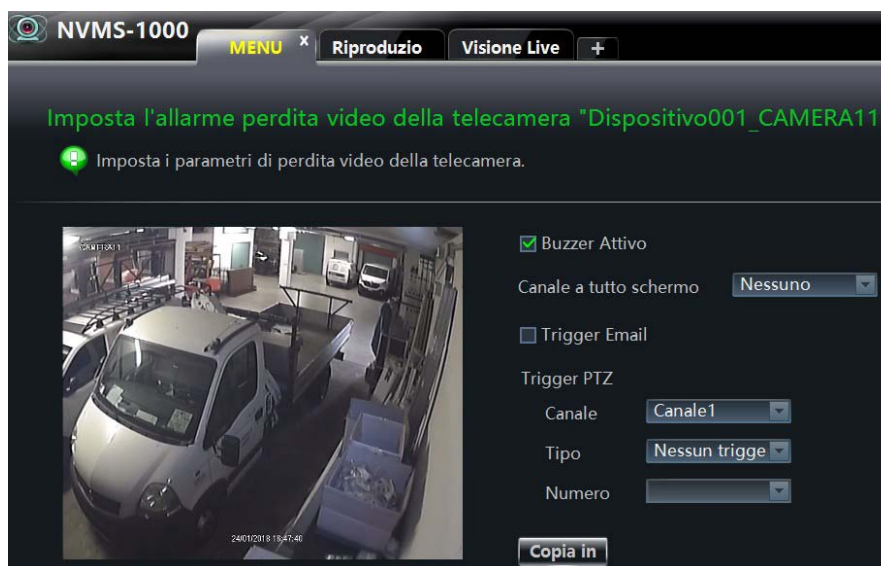 NVMS-1000
MENU x Riproduzio Visione Live +
Imposta l'allarme perdita video della telecamera "Dispositivo001_CAMERA11
Imposta i parametri di perdita video della telecamera.
CAMERA11
Buzzer Attivo
Canale a tutto schermo Nessuno
Trigger Email
Trigger PTZ
Canale Canale1
Tipo Nessun trigge
Numero
24/01/2018 18:47:40
Copia in